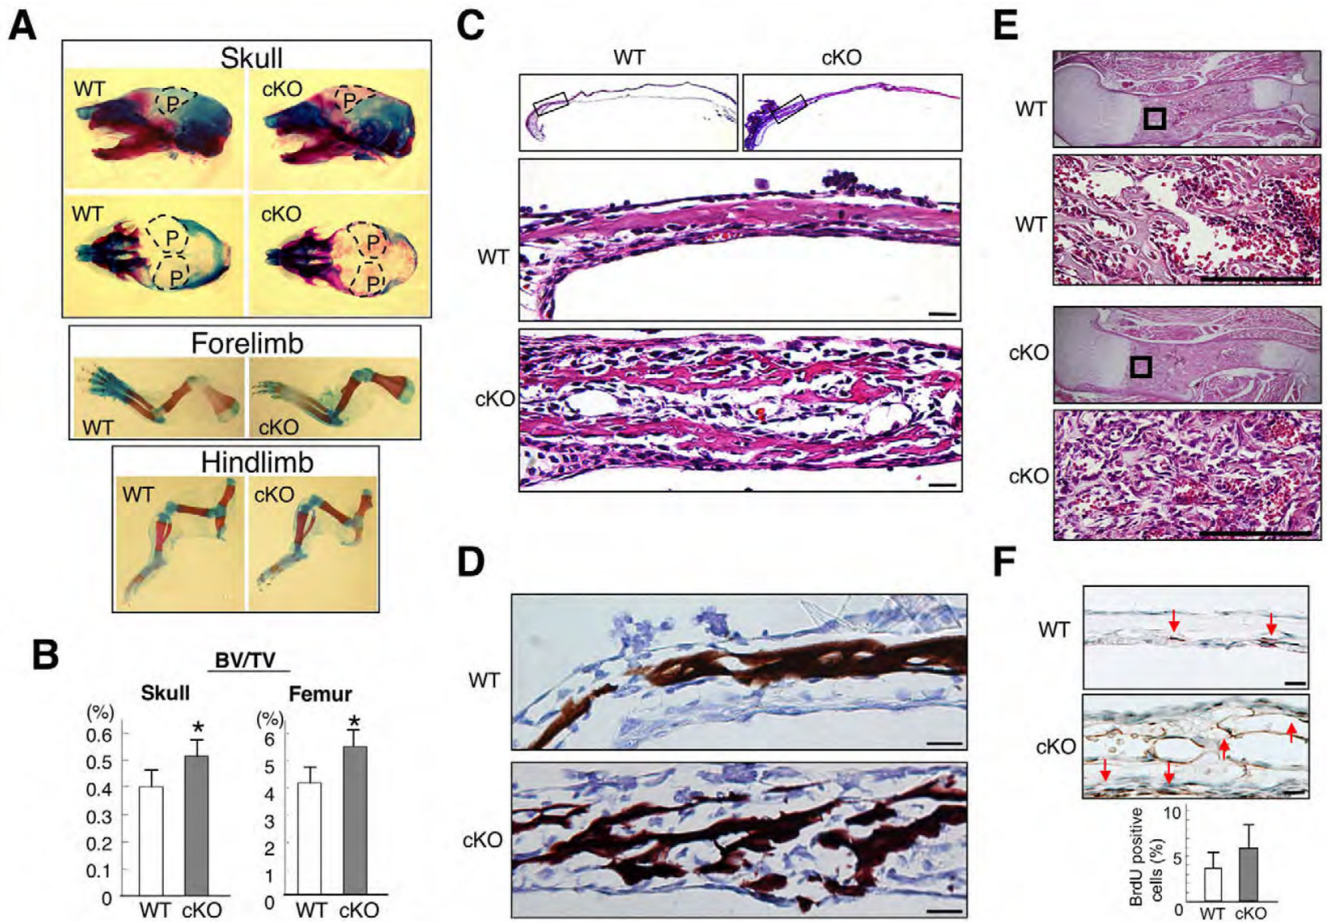 A
Skull
WT
P
cKO
P
WT
P
P
cKO
P
P
Forelimb
WT
cKO
Hindlimb
WT
cKO
B
BV/TV
Skull
(%)
0.6
0.5
0.4
0.3
0.2
0.1
0
*
WT cKO
Femur
(%)
6
5
4
3
2
1
0
*
WT cKO
C
WT
cKO
WT
cKO
D
WT
cKO
E
WT
WT
cKO
cKO
F
WT
cKO
BrdU positive
cells (%)
10
5
0
WT cKO